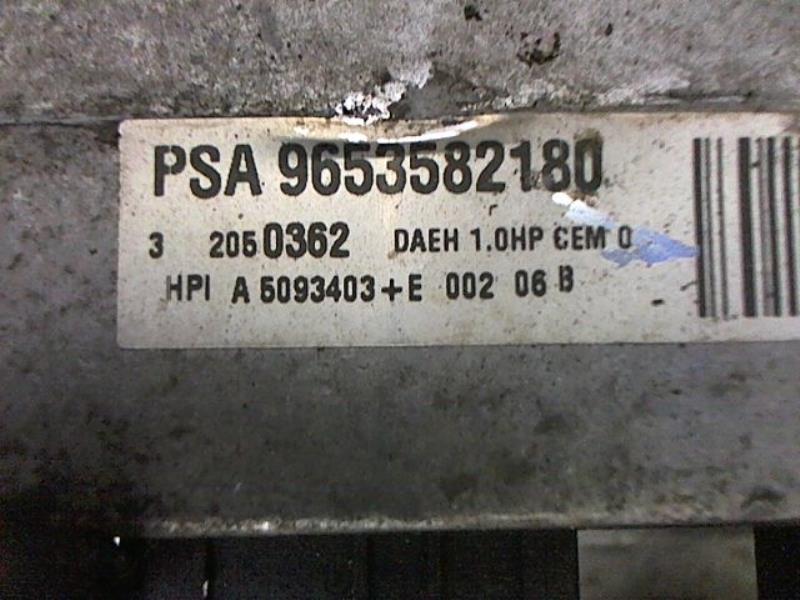 PSA 9653582180
3 2050362 DAEH 1.0HP CEM 0
HPI A 5093403+E 002 06 B